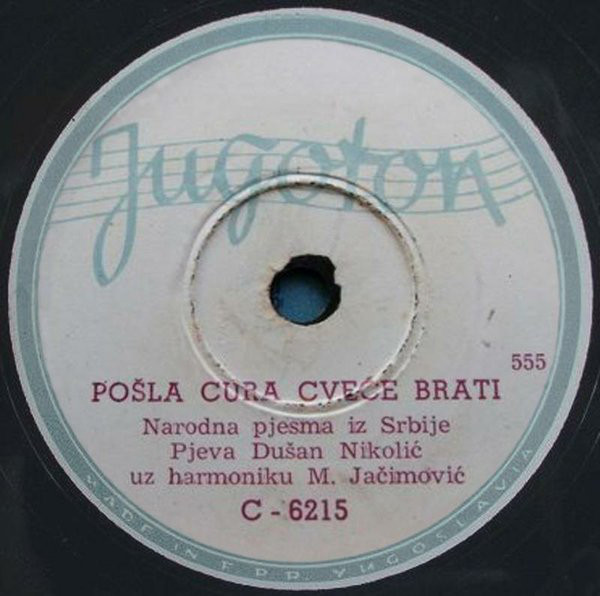 Jugoton
555
POŠLA CURA CVEĆE BRATI
Narodna pjesma iz Srbije
Pjeva Dušan Nikolić
uz harmoniku M. Jačimović
C - 6215
MADE IN F.P.R. YUGOSLAVIA